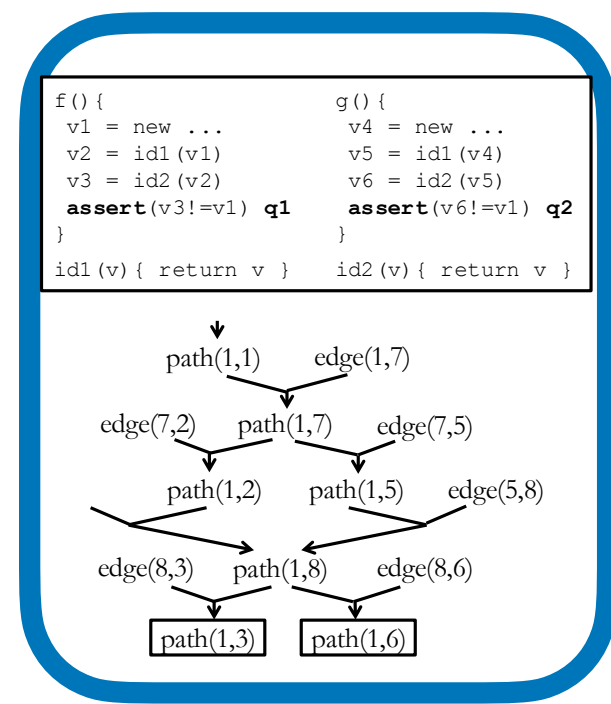 f(){ g(){
v1 = new ... v4 = new ...
v2 = id1(v1) v5 = id1(v4)
v3 = id2(v2) v6 = id2(v5)
assert(v3!=v1) q1 assert(v6!=v1) q2
} }
id1(v){ return v } id2(v){ return v }
path(1,1) edge(1,7)
edge(7,2) path(1,7) edge(7,5)
path(1,2) path(1,5) edge(5,8)
edge(8,3) path(1,8) edge(8,6)
path(1,3) path(1,6)